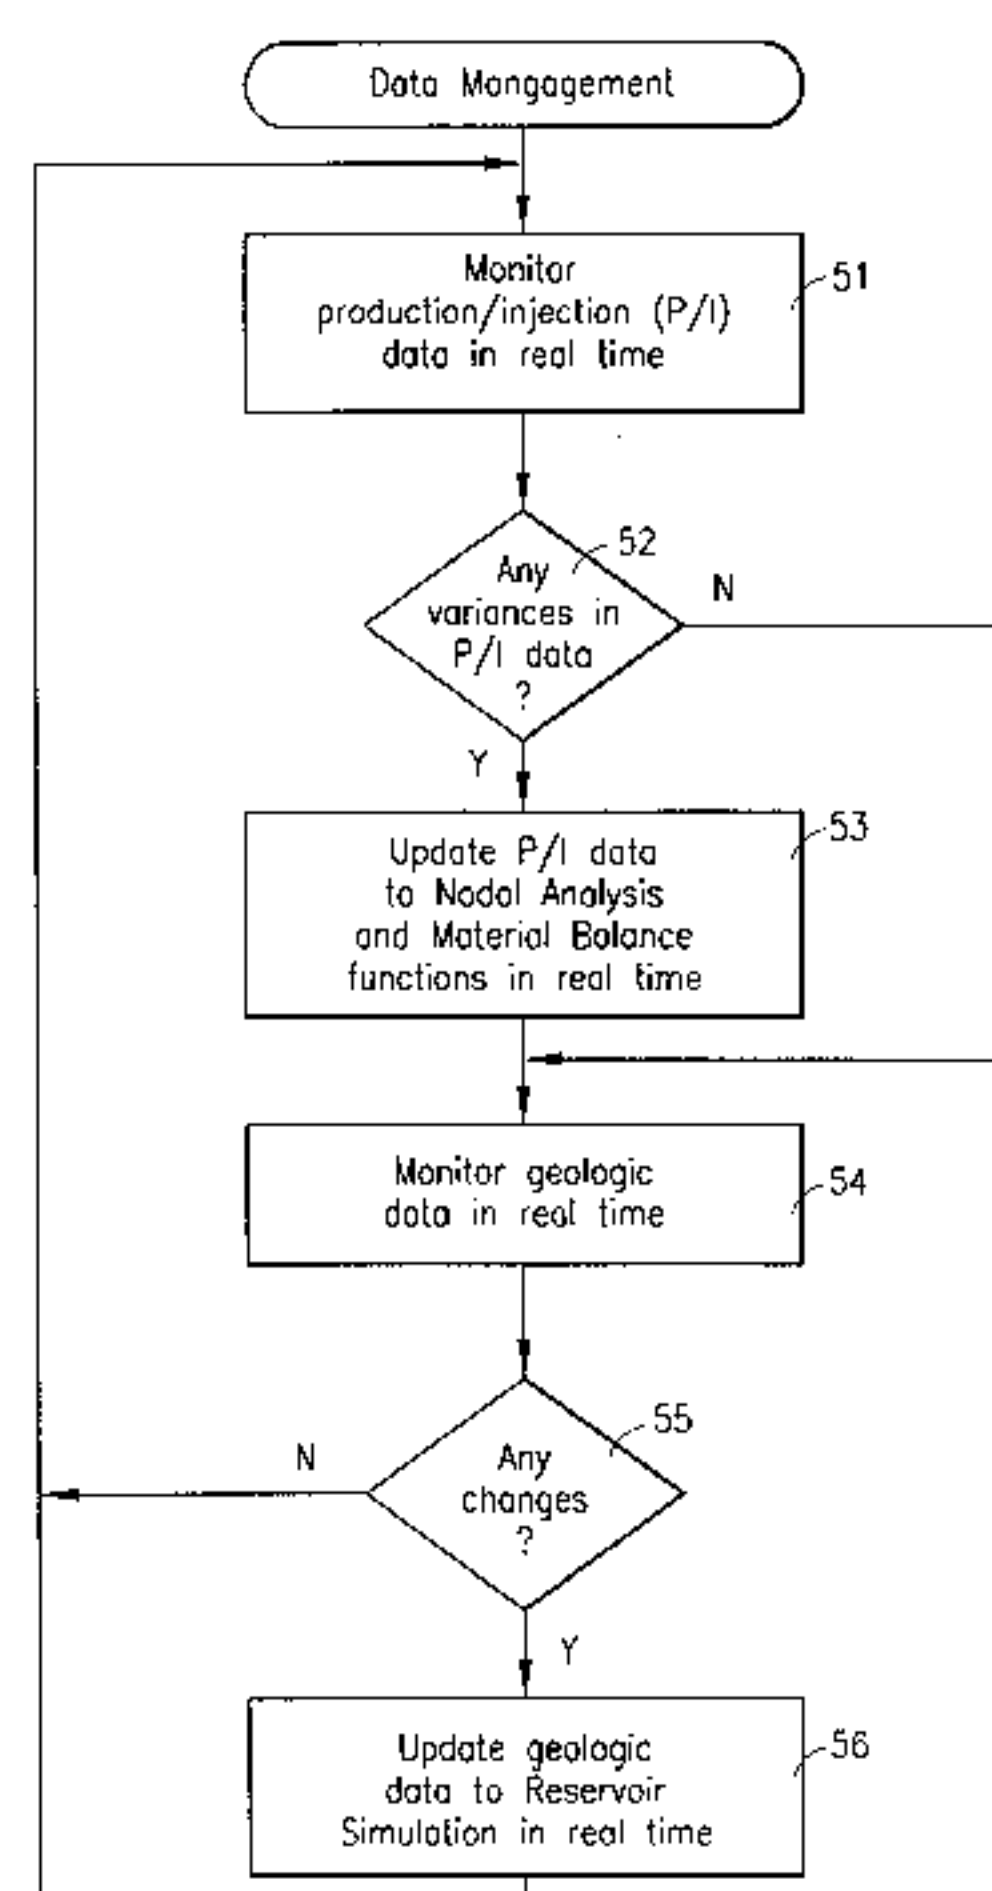 Data Mangagement
Monitor
production/injection (P/I)
data in real time
51
Any
variances in
P/I data
?
52
N
Y
Update P/I data
to Nodal Analysis
and Material Balance
functions in real time
53
Monitor geologic
data in real time
54
Any
changes
?
55
N
Y
Update geologic
data to Reservoir
Simulation in real time
56